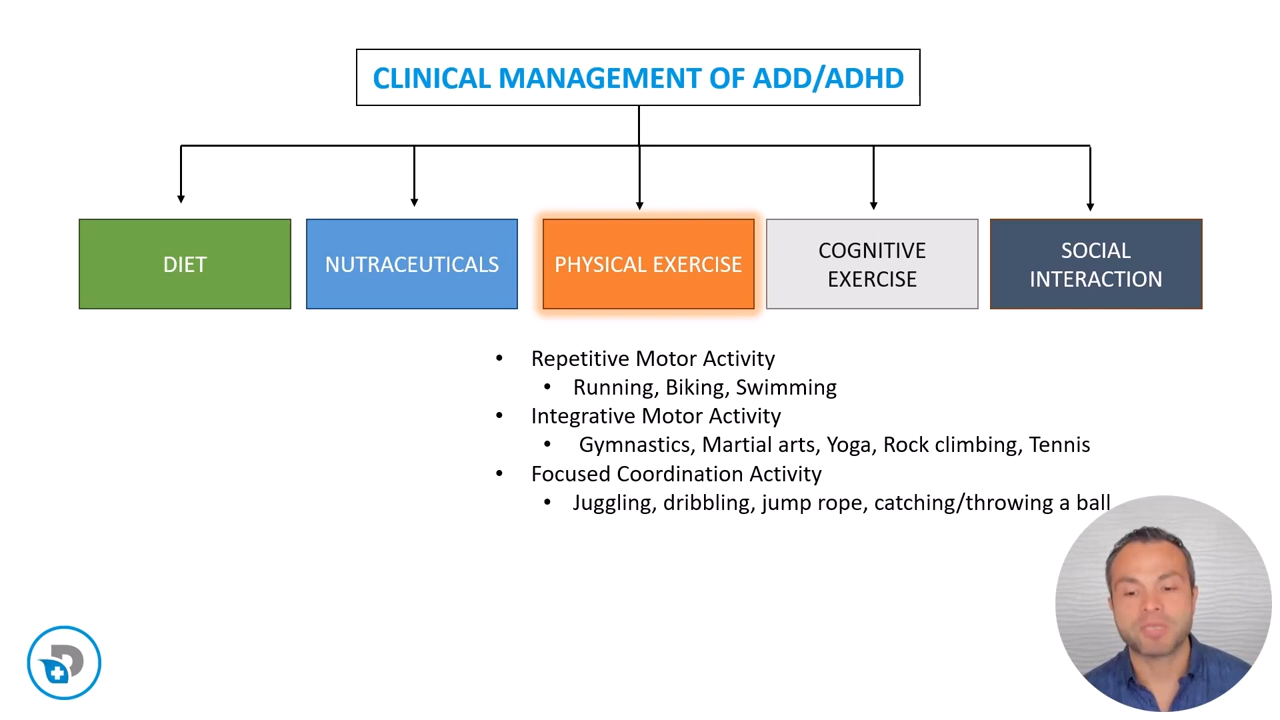 CLINICAL MANAGEMENT OF ADD/ADHD
DIET
NUTRACEUTICALS
PHYSICAL EXERCISE
COGNITIVE
EXERCISE
SOCIAL
INTERACTION
• Repetitive Motor Activity
• Running, Biking, Swimming
• Integrative Motor Activity
• Gymnastics, Martial arts, Yoga, Rock climbing, Tennis
• Focused Coordination Activity
• Juggling, dribbling, jump rope, catching/throwing a ball